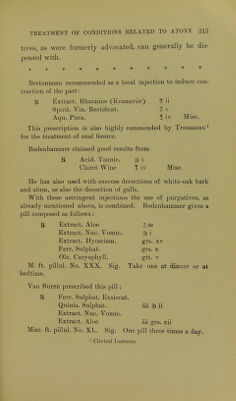 TREATMENT OF CONDITIONS RELATED TO ATONY 315
tives, as were formerly advocated, can generally be dis-
pensed with.
* * * * * * * * * *
Bretonneau recommended as a local injection to induce con-
traction of the part:
℞ Extract. Rhataniæ (Krameriæ) ℥ ii
Spirit. Vin. Rectificat. ℥ v
Aqu. Pura. ℥ iv Misc.
This prescription is also highly commended by Trousseau¹
for the treatment of anal fissure.
Bodenhammer claimed good results from
℞ Acid. Tannic. ℈ i
Claret Wine ℥ iv Misc.
He has also used with success decoctions of white-oak bark
and alum, as also the decoction of galls.
With these astringent injections the use of purgatives, as
already mentioned above, is combined. Bodenhammer gives a
pill composed as follows:
℞ Extract. Aloe ʒ ss
Extract. Nuc. Vomic. ℈ i
Extract. Hyosciam. grs. xv
Ferr. Sulphat. grs. x
Ole. Caryophyll. gtt. v
M. ft. pillul. No. XXX. Sig. Take one at dinner or at
bedtime.
Van Buren prescribed this pill:
℞ Ferr. Sulphat. Exsiccat.
Quinia. Sulphat. āā ℈ ii
Extract. Nuc. Vomic.
Extract. Aloe āā grs. xii
Misc. ft. pillul. No. XL. Sig. One pill three times a day.
¹ Clinical Lectures.